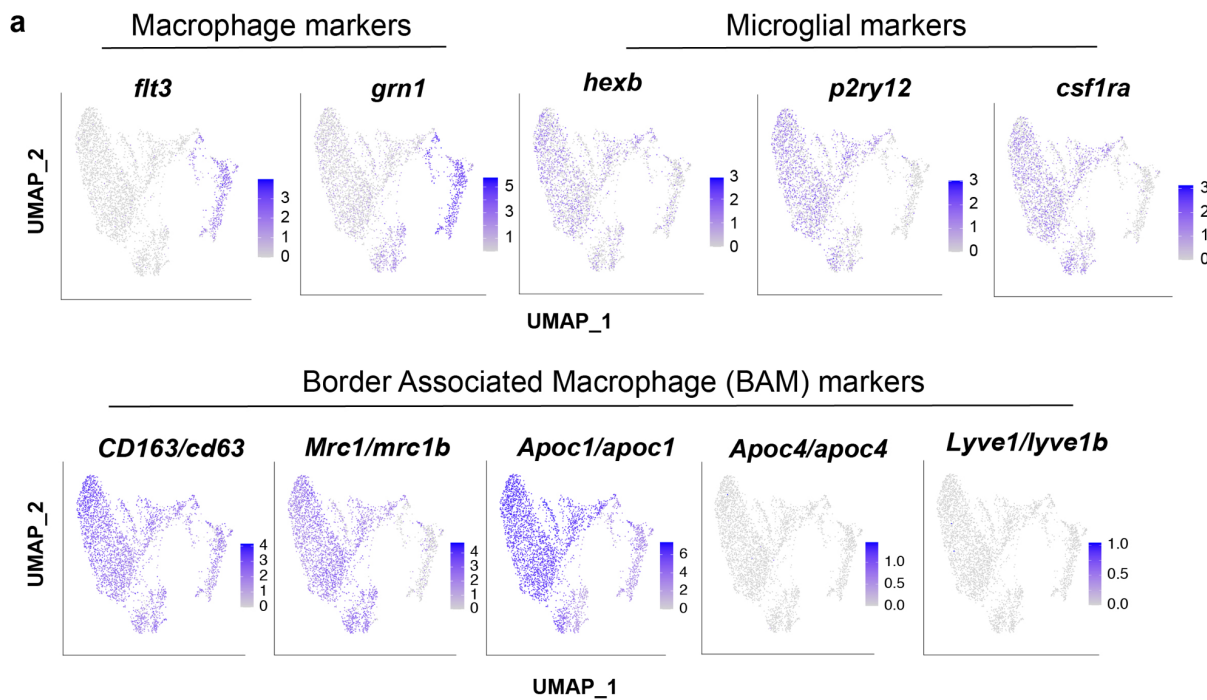 a
Macrophage markers
Microglial markers
flt3
grn1
hexb
p2ry12
csf1ra
UMAP_2
3
2
1
0
5
3
1
3
2
1
0
3
2
1
0
3
2
1
0
UMAP_1
Border Associated Macrophage (BAM) markers
CD163/cd63
Mrc1/mrc1b
Apoc1/apoc1
Apoc4/apoc4
Lyve1/lyve1b
UMAP_2
4
3
2
1
0
4
3
2
1
0
6
4
2
0
1.0
0.5
0.0
1.0
0.5
0.0
UMAP_1